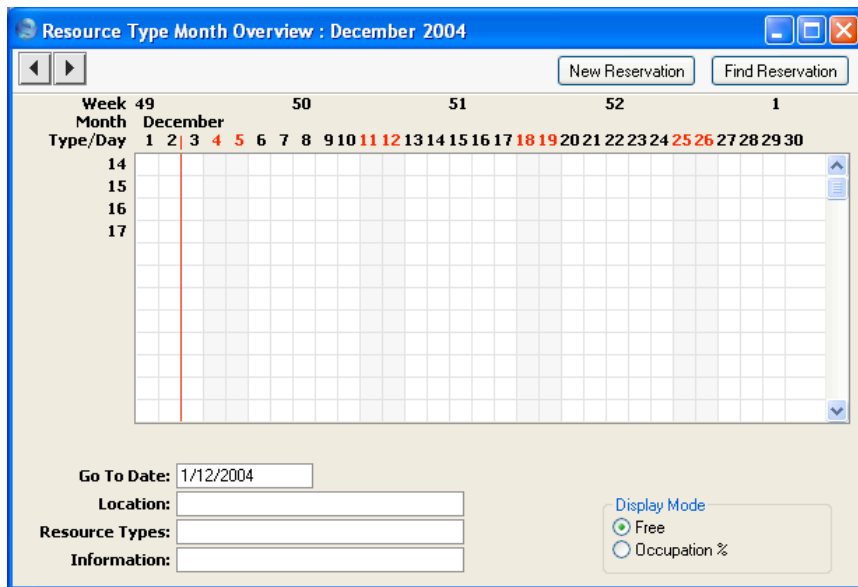 Resource Type Month Overview : December 2004
New Reservation Find Reservation
Week 49 50 51 52 1
Month December
Type/Day 1 2 3 4 5 6 7 8 9 10 11 12 13 14 15 16 17 18 19 20 21 22 23 24 25 26 27 28 29 30
14
15
16
17
Go To Date: 1/12/2004
Location:
Resource Types:
Information:
Display Mode
Free
Occupation %